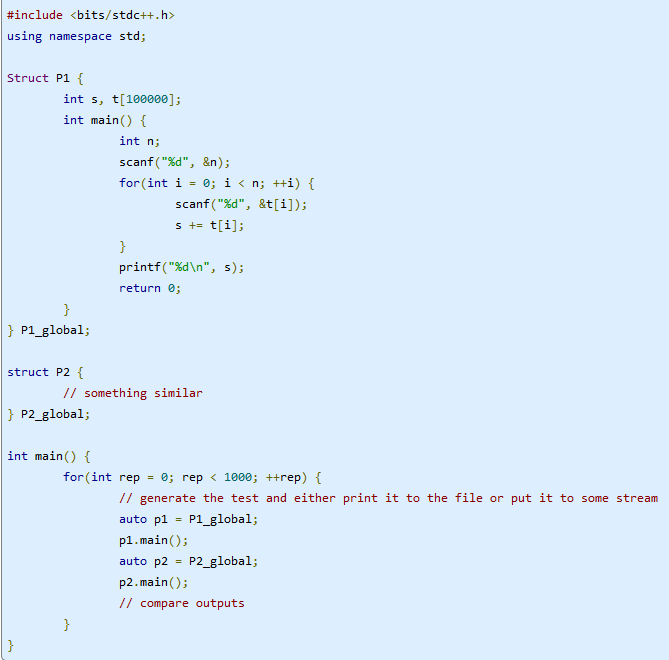 #include <bits/stdc++.h>
using namespace std;

Struct P1 {
        int s, t[100000];
        int main() {
                int n;
                scanf("%d", &n);
                for(int i = 0; i < n; ++i) {
                        scanf("%d", &t[i]);
                        s += t[i];
                }
                printf("%d\n", s);
                return 0;
        }
} P1_global;

struct P2 {
        // something similar
} P2_global;

int main() {
        for(int rep = 0; rep < 1000; ++rep) {
                // generate the test and either print it to the file or put it to some stream
                auto p1 = P1_global;
                p1.main();
                auto p2 = P2_global;
                p2.main();
                // compare outputs
        }
}